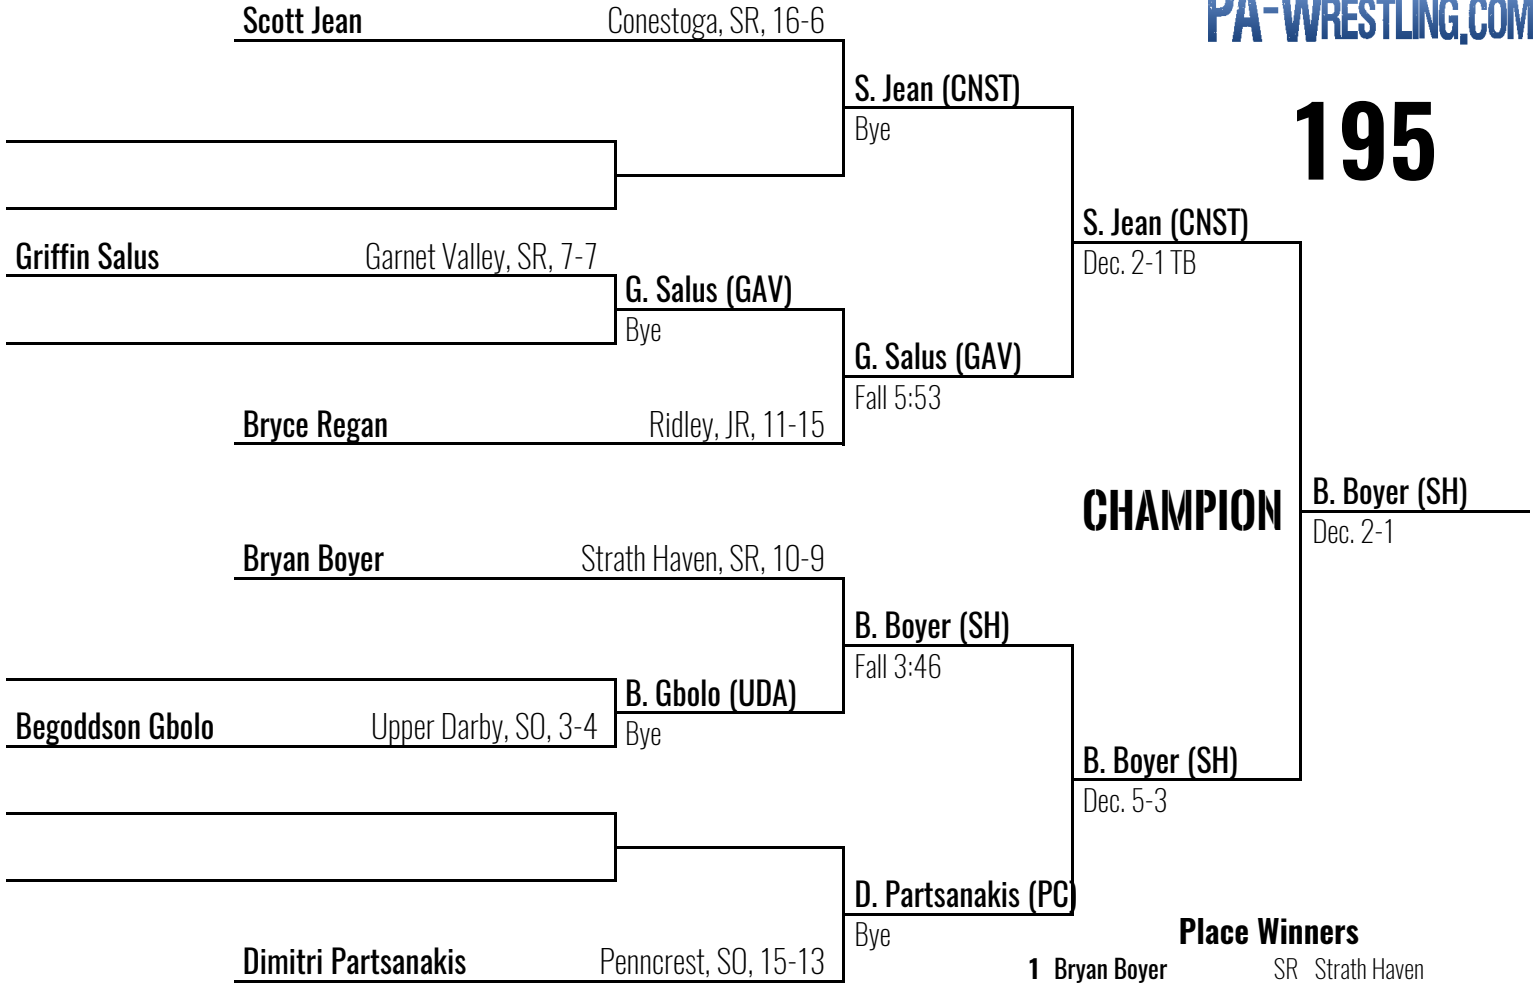 PA-WRESTLING.COM
195
Scott Jean Conestoga, SR, 16-6
S. Jean (CNST)
Bye
S. Jean (CNST)
Dec. 2-1 TB
Griffin Salus Garnet Valley, SR, 7-7
G. Salus (GAV)
Bye
G. Salus (GAV)
Fall 5:53
Bryce Regan Ridley, JR, 11-15
CHAMPION
B. Boyer (SH)
Dec. 2-1
Bryan Boyer Strath Haven, SR, 10-9
B. Boyer (SH)
Fall 3:46
B. Gbolo (UDA)
Begoddson Gbolo Upper Darby, SO, 3-4
Bye
B. Boyer (SH)
Dec. 5-3
D. Partsanakis (PC)
Bye
Dimitri Partsanakis Penncrest, SO, 15-13
Place Winners
1 Bryan Boyer SR Strath Haven